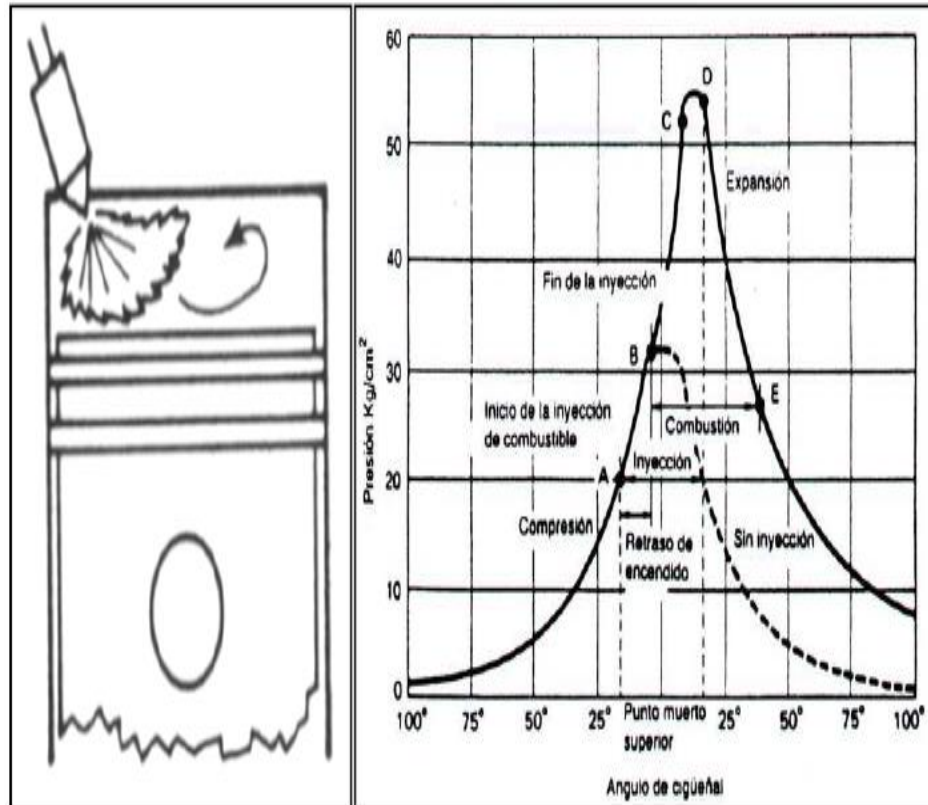 Presión Kg/cm²
60
50
40
30
20
10
0
D
C
Expansión
Fin de la inyección
B
E
Inicio de la inyección
de combustible
Combustión
A
Inyección
Compresión
Retraso de
encendido
Sin inyección
100° 75° 50° 25° Punto muerto 25° 50° 75° 100°
superior
Angulo de cigüeñal